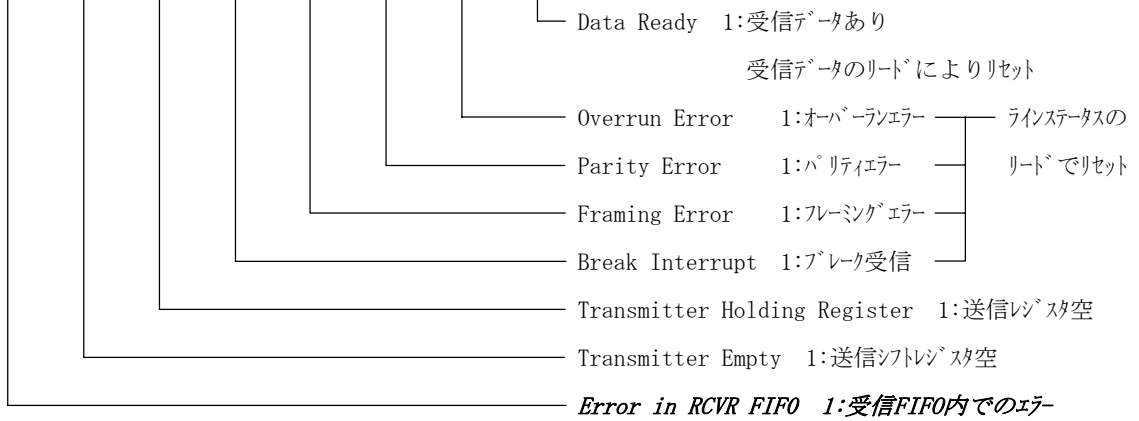 Data Ready 1:受信ﾃﾞｰﾀあり
受信ﾃﾞｰﾀのﾘｰﾄﾞによりﾘｾｯﾄ
Overrun Error 1:ｵｰﾊﾞｰﾗﾝｴﾗｰ ﾗｲﾝｽﾃｰﾀｽの
Parity Error 1:ﾊﾟﾘﾃｨｴﾗｰ ﾘｰﾄﾞでﾘｾｯﾄ
Framing Error 1:ﾌﾚｰﾐﾝｸﾞｴﾗｰ
Break Interrupt 1:ﾌﾞﾚｰｸ受信
Transmitter Holding Register 1:送信ﾚｼﾞｽﾀ空
Transmitter Empty 1:送信ｼﾌﾄﾚｼﾞｽﾀ空
Error in RCVR FIFO 1:受信FIFO内でのｴﾗｰ